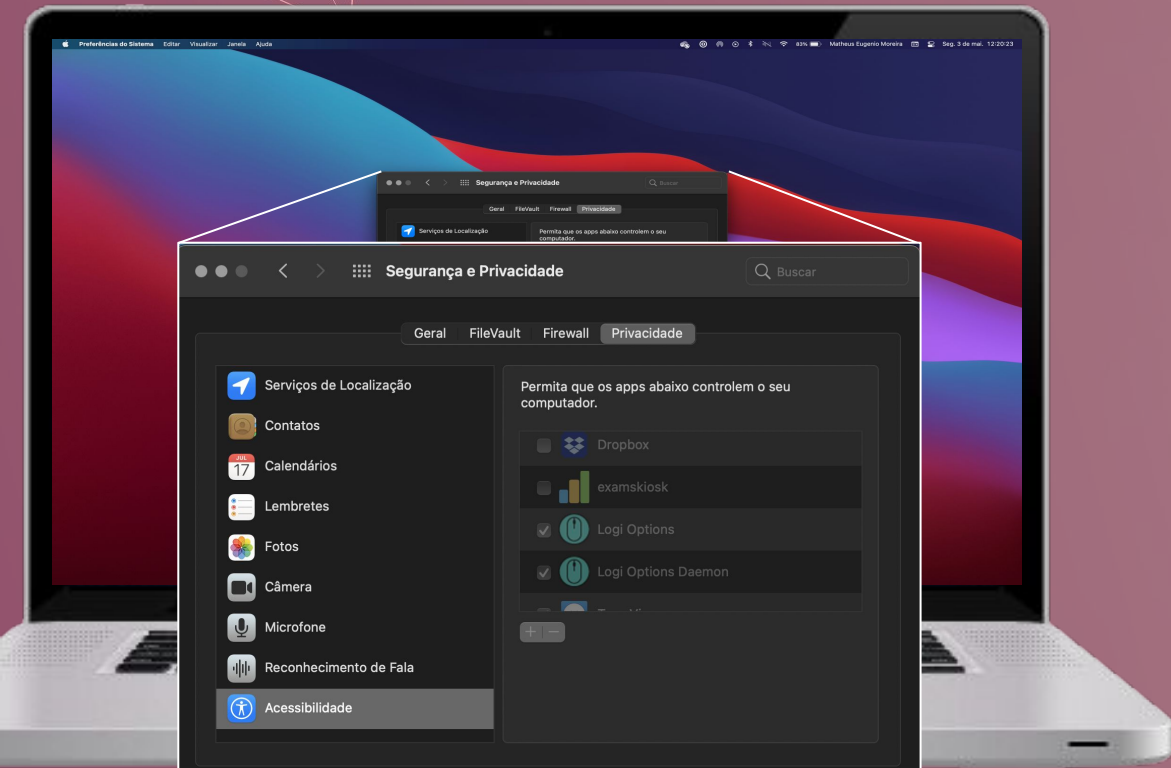 Preferências do Sistema Editar Visualizar Janela Ajuda
83% Matheus Eugenio Moreira Seg. 3 de mai. 12:20:23
Segurança e Privacidade
Buscar
Geral FileVault Firewall Privacidade
Serviços de Localização
Permita que os apps abaixo controlem o seu
computador.
Segurança e Privacidade
Buscar
Geral FileVault Firewall Privacidade
Serviços de Localização
Contatos
JUL
17
Calendários
Lembretes
Fotos
Câmera
Microfone
Reconhecimento de Fala
Acessibilidade
Permita que os apps abaixo controlem o seu
computador.
Dropbox
examskiosk
Logi Options
Logi Options Daemon